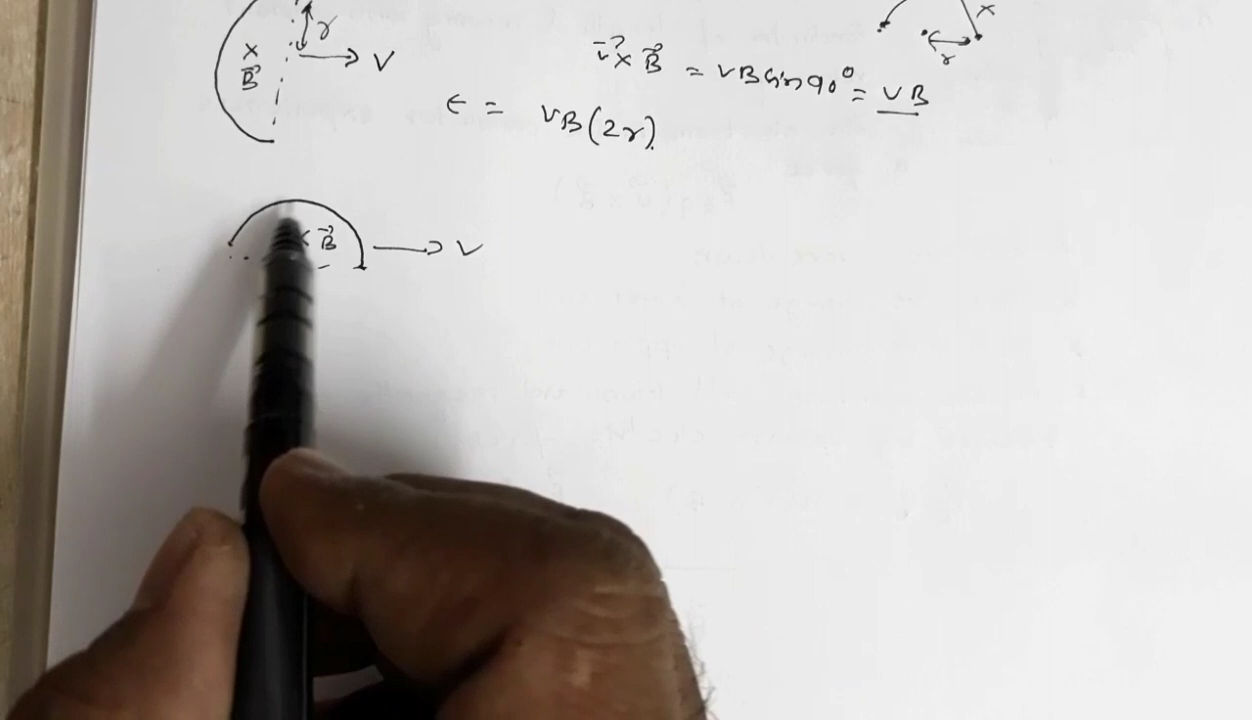 r
× B⃗
V
v⃗ × B⃗ = VB Sin 90° = VB
x
r
ε = VB(2r).
× B⃗
V